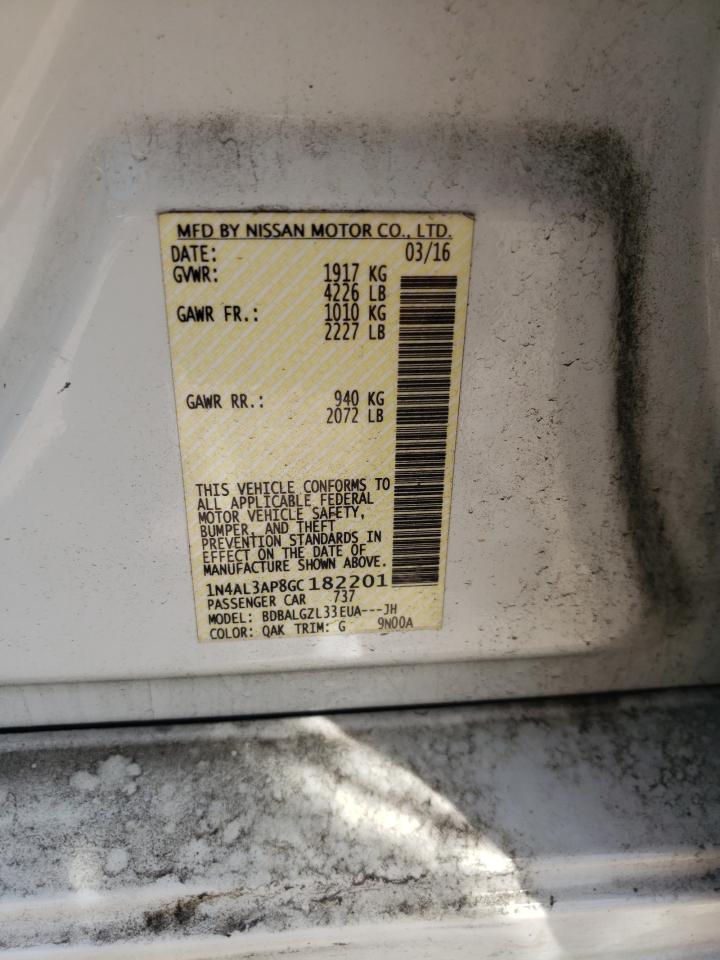 MFD BY NISSAN MOTOR CO., LTD.
DATE: 03/16
GVWR: 1917 KG
4226 LB
GAWR FR.: 1010 KG
2227 LB
GAWR RR.: 940 KG
2072 LB
THIS VEHICLE CONFORMS TO
ALL APPLICABLE FEDERAL
MOTOR VEHICLE SAFETY,
BUMPER, AND THEFT
PREVENTION STANDARDS IN
EFFECT ON THE DATE OF
MANUFACTURE SHOWN ABOVE.
1N4AL3AP8GC182201
PASSENGER CAR 737
MODEL: BDBALGZL33EUA---JH
COLOR: QAK TRIM: G 9N00A